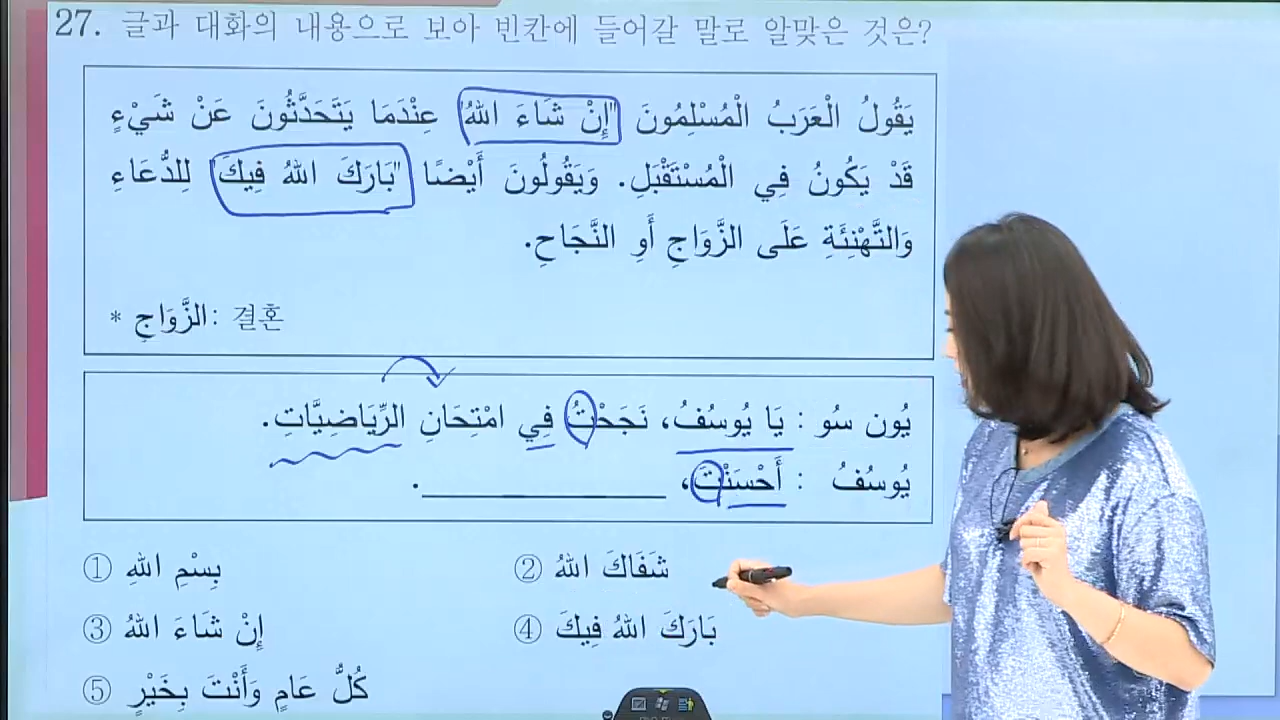 27. 글과 대화의 내용으로 보아 빈칸에 들어갈 말로 알맞은 것은?
يَقُولُ الْعَرَبُ الْمُسْلِمُونَ "إِنْ شَاءَ اللهُ" عِنْدَمَا يَتَحَدَّثُونَ عَنْ شَيْءٍ
قَدْ يَكُونُ فِي الْمُسْتَقْبَلِ. وَيَقُولُونَ أَيْضًا "بَارَكَ اللهُ فِيكَ" لِلدُّعَاءِ
وَالتَّهْنِئَةِ عَلَى الزَّوَاجِ أَوِ النَّجَاحِ.
* الزَّوَاجِ: 결혼
يُون سُو : يَا يُوسُفُ، نَجَحْتُ فِي امْتِحَانِ الرِّيَاضِيَّاتِ.
يُوسُفُ : أَحْسَنْتَ، ــــــــــــــــ.
① بِسْمِ اللهِ
② شَفَاكَ اللهُ
③ إِنْ شَاءَ اللهُ
④ بَارَكَ اللهُ فِيكَ
⑤ كُلُّ عَامٍ وَأَنْتَ بِخَيْرٍ